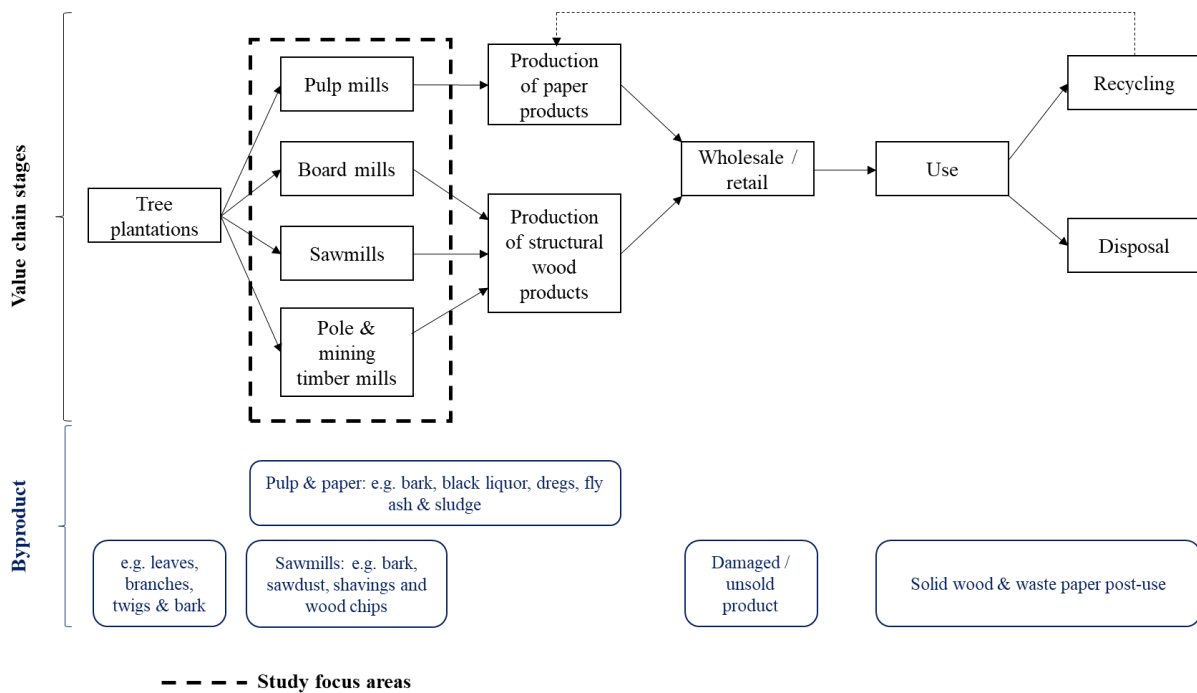 Value chain stages
Tree
plantations
Pulp mills
Board mills
Sawmills
Pole &
mining
timber mills
Production
of paper
products
Production
of structural
wood
products
Wholesale /
retail
Use
Recycling
Disposal
Byproduct
Pulp & paper: e.g. bark, black liquor, dregs, fly
ash & sludge
e.g. leaves,
branches,
twigs & bark
Sawmills: e.g. bark,
sawdust, shavings and
wood chips
Damaged /
unsold
product
Solid wood & waste paper post-use
Study focus areas